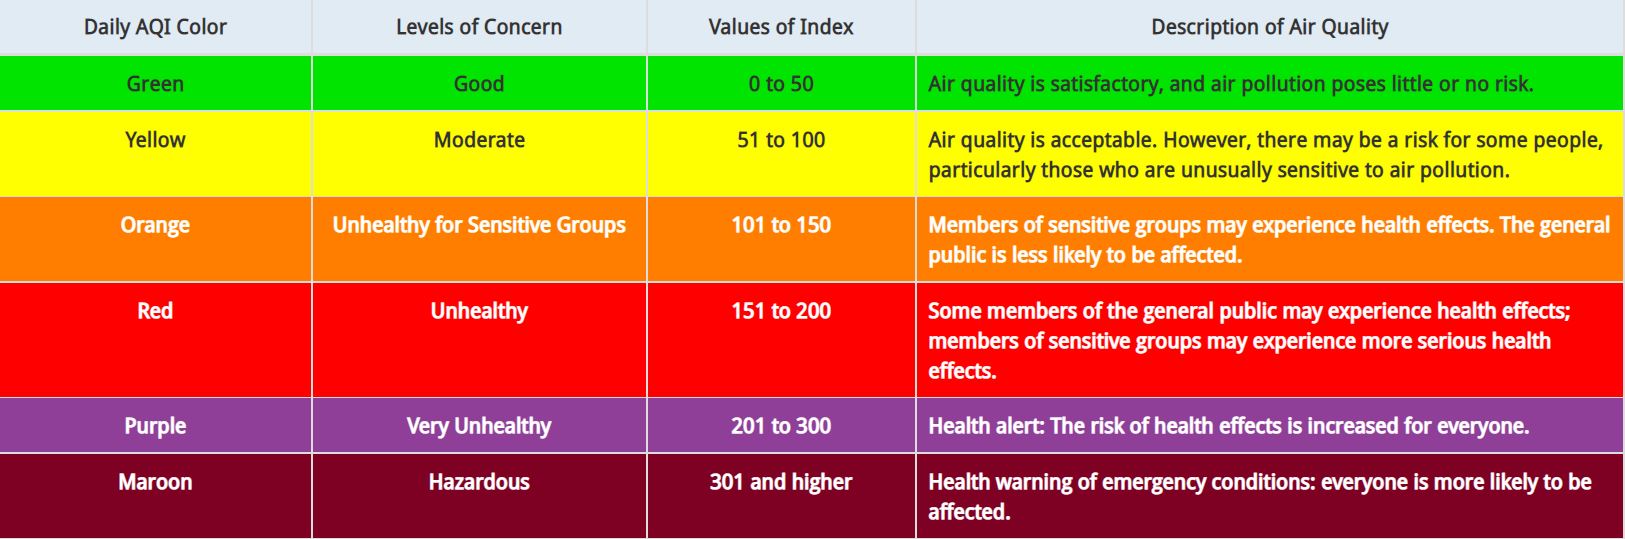 Daily AQI Color Levels of Concern Values of Index Description of Air Quality
Green Good 0 to 50 Air quality is satisfactory, and air pollution poses little or no risk.
Yellow Moderate 51 to 100 Air quality is acceptable. However, there may be a risk for some people,
particularly those who are unusually sensitive to air pollution.
Orange Unhealthy for Sensitive Groups 101 to 150 Members of sensitive groups may experience health effects. The general
public is less likely to be affected.
Red Unhealthy 151 to 200 Some members of the general public may experience health effects;
members of sensitive groups may experience more serious health
effects.
Purple Very Unhealthy 201 to 300 Health alert: The risk of health effects is increased for everyone.
Maroon Hazardous 301 and higher Health warning of emergency conditions: everyone is more likely to be
affected.